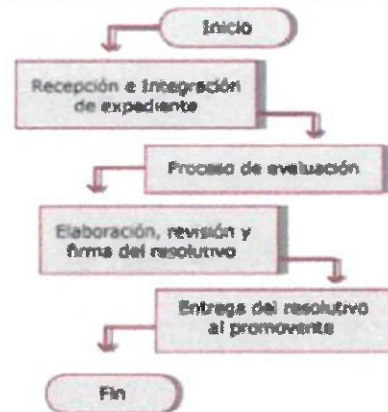 Inicio
Recepción e Integración
de expediente
Proceso de evaluación
Elaboración, revisión y
firma del resolutivo
Entrega del resolutivo
al promovente
Fin